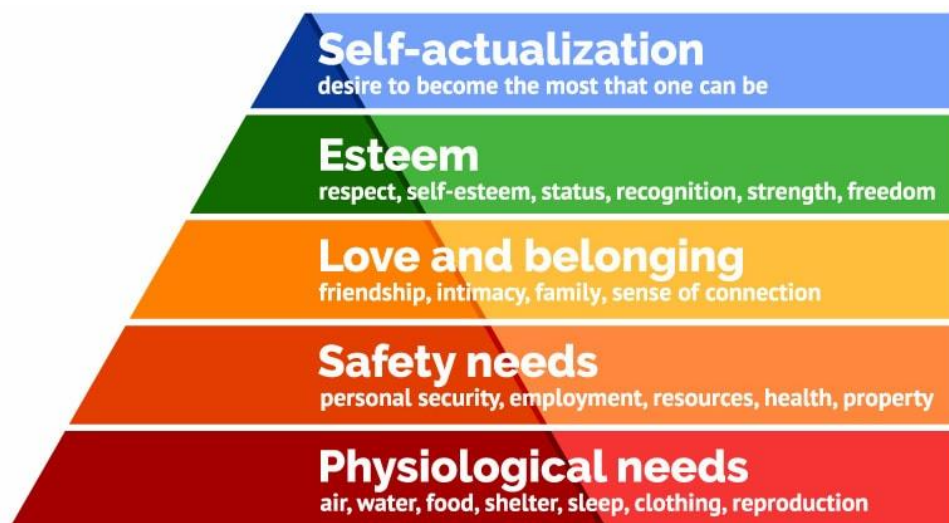 Self-actualization
desire to become the most that one can be
Esteem
respect, self-esteem, status, recognition, strength, freedom
Love and belonging
friendship, intimacy, family, sense of connection
Safety needs
personal security, employment, resources, health, property
Physiological needs
air, water, food, shelter, sleep, clothing, reproduction